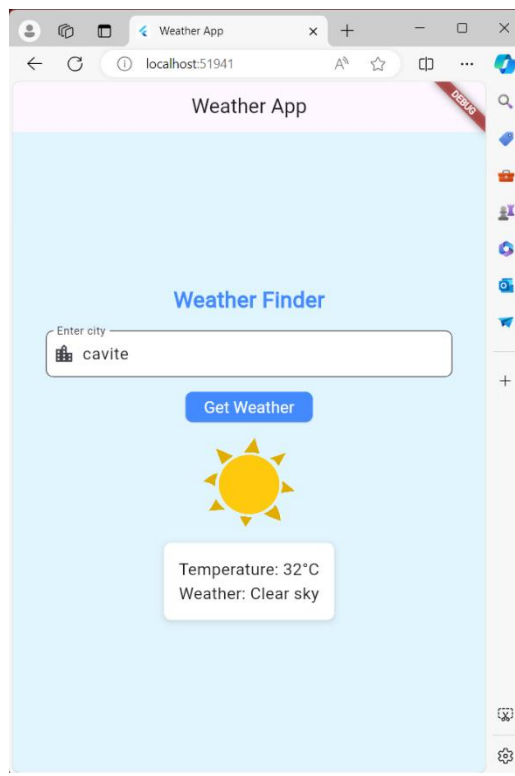 Weather App
localhost:51941
Weather App
DEBUG
Weather Finder
Enter city
cavite
Get Weather
Temperature: 32°C
Weather: Clear sky